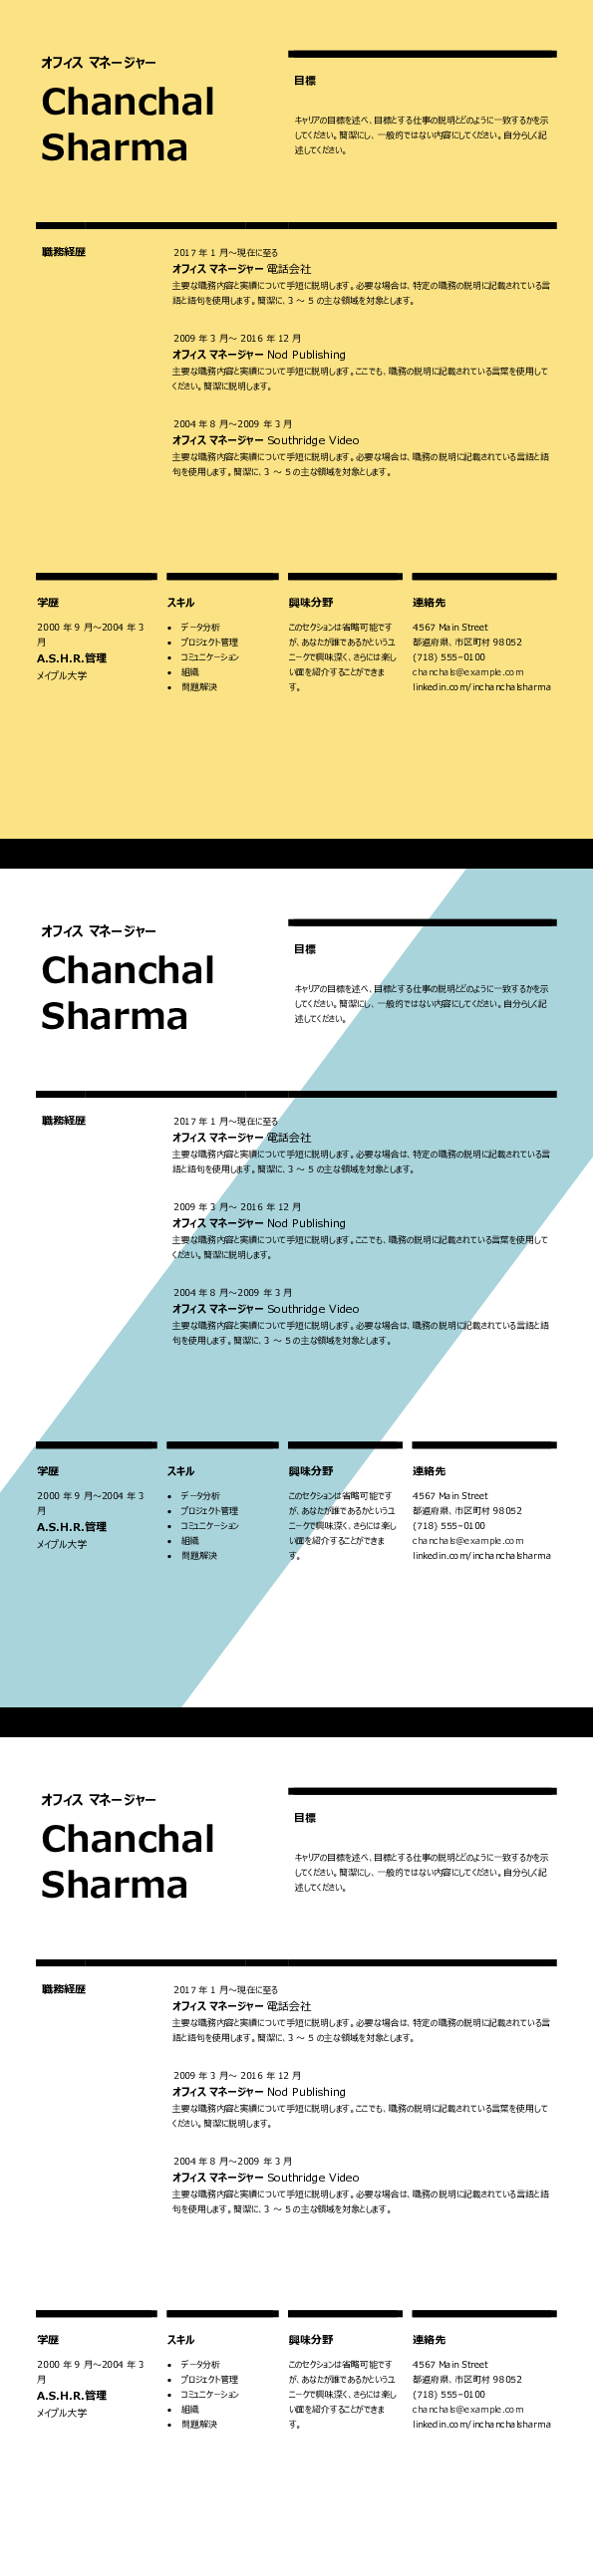 オフィス マネージャー
Chanchal
Sharma
目標
キャリアの目標を述べ、目標とする仕事の説明とどのように一致するかを示
してください。簡潔にし、一般的ではない内容にしてください。自分らしく記
述してください。
職務経歴
2017 年 1 月～現在に至る
オフィス マネージャー 電話会社
主要な職務内容と実績について手短に説明します。必要な場合は、特定の職務の説明に記載されている言
語と語句を使用します。簡潔に、3 ～ 5 の主な領域を対象とします。
2009 年 3 月～ 2016 年 12 月
オフィス マネージャー Nod Publishing
主要な職務内容と実績について手短に説明します。ここでも、職務の説明に記載されている言葉を使用して
ください。簡潔に説明します。
2004 年 8 月～2009 年 3 月
オフィス マネージャー Southridge Video
主要な職務内容と実績について手短に説明します。必要な場合は、職務の説明に記載されている言語と語
句を使用します。簡潔に、3 ～ 5 の主な領域を対象とします。
学歴
2000 年 9 月～2004 年 3
月
A.S.H.R.管理
メイプル大学
スキル
• データ分析
• プロジェクト管理
• コミュニケーション
• 組織
• 問題解決
興味分野
このセクションは省略可能です
が、あなたが誰であるかというユ
ニークで興味深く、さらには楽し
い面を紹介することができま
す。
連絡先
4567 Main Street
都道府県、市区町村 98052
(718) 555-0100
chanchals@example.com
linkedin.com/inchanchalsharma
オフィス マネージャー
Chanchal
Sharma
目標
キャリアの目標を述べ、目標とする仕事の説明とどのように一致するかを示
してください。簡潔にし、一般的ではない内容にしてください。自分らしく記
述してください。
職務経歴
2017 年 1 月～現在に至る
オフィス マネージャー 電話会社
主要な職務内容と実績について手短に説明します。必要な場合は、特定の職務の説明に記載されている言
語と語句を使用します。簡潔に、3 ～ 5 の主な領域を対象とします。
2009 年 3 月～ 2016 年 12 月
オフィス マネージャー Nod Publishing
主要な職務内容と実績について手短に説明します。ここでも、職務の説明に記載されている言葉を使用して
ください。簡潔に説明します。
2004 年 8 月～2009 年 3 月
オフィス マネージャー Southridge Video
主要な職務内容と実績について手短に説明します。必要な場合は、職務の説明に記載されている言語と語
句を使用します。簡潔に、3 ～ 5 の主な領域を対象とします。
学歴
2000 年 9 月～2004 年 3
月
A.S.H.R.管理
メイプル大学
スキル
• データ分析
• プロジェクト管理
• コミュニケーション
• 組織
• 問題解決
興味分野
このセクションは省略可能です
が、あなたが誰であるかというユ
ニークで興味深く、さらには楽し
い面を紹介することができま
す。
連絡先
4567 Main Street
都道府県、市区町村 98052
(718) 555-0100
chanchals@example.com
linkedin.com/inchanchalsharma
オフィス マネージャー
Chanchal
Sharma
目標
キャリアの目標を述べ、目標とする仕事の説明とどのように一致するかを示
してください。簡潔にし、一般的ではない内容にしてください。自分らしく記
述してください。
職務経歴
2017 年 1 月～現在に至る
オフィス マネージャー 電話会社
主要な職務内容と実績について手短に説明します。必要な場合は、特定の職務の説明に記載されている言
語と語句を使用します。簡潔に、3 ～ 5 の主な領域を対象とします。
2009 年 3 月～ 2016 年 12 月
オフィス マネージャー Nod Publishing
主要な職務内容と実績について手短に説明します。ここでも、職務の説明に記載されている言葉を使用して
ください。簡潔に説明します。
2004 年 8 月～2009 年 3 月
オフィス マネージャー Southridge Video
主要な職務内容と実績について手短に説明します。必要な場合は、職務の説明に記載されている言語と語
句を使用します。簡潔に、3 ～ 5 の主な領域を対象とします。
学歴
2000 年 9 月～2004 年 3
月
A.S.H.R.管理
メイプル大学
スキル
• データ分析
• プロジェクト管理
• コミュニケーション
• 組織
• 問題解決
興味分野
このセクションは省略可能です
が、あなたが誰であるかというユ
ニークで興味深く、さらには楽し
い面を紹介することができま
す。
連絡先
4567 Main Street
都道府県、市区町村 98052
(718) 555-0100
chanchals@example.com
linkedin.com/inchanchalsharma